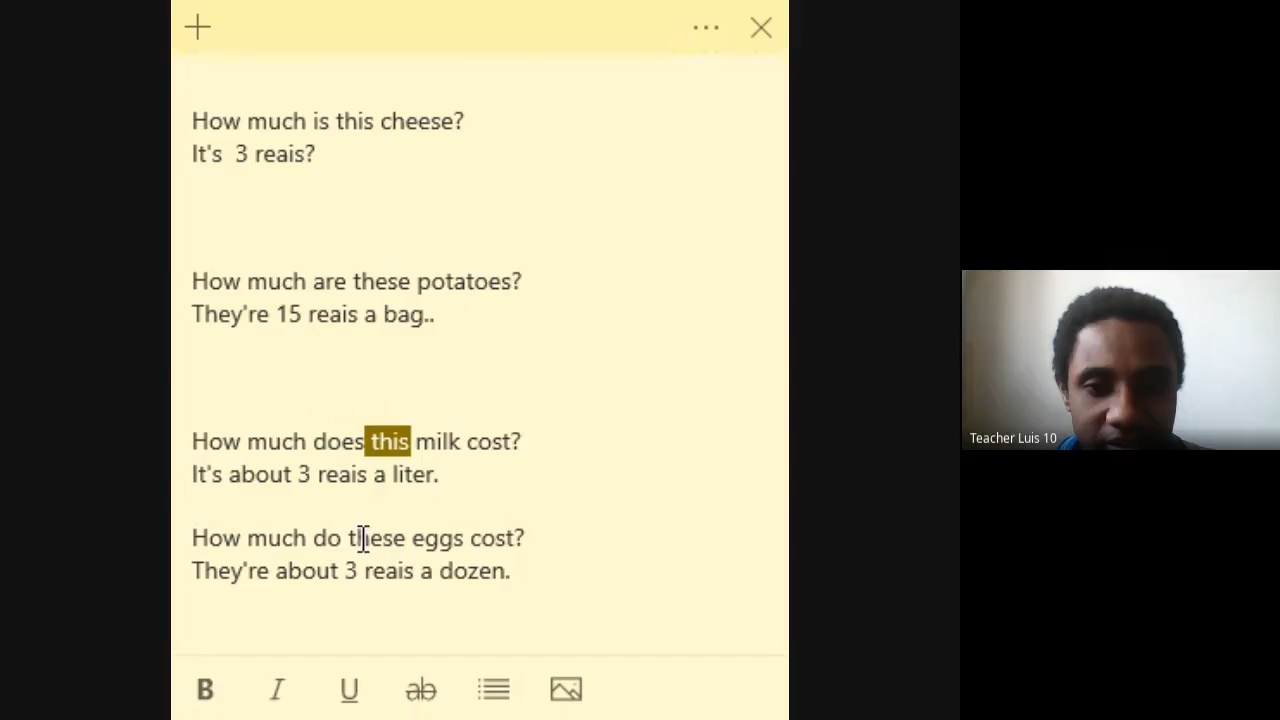 How much is this cheese?
It's  3 reais?
How much are these potatoes?
They're 15 reais a bag..
How much does this milk cost?
It's about 3 reais a liter.
How much do these eggs cost?
They're about 3 reais a dozen.
B I U ab
Teacher Luis 10